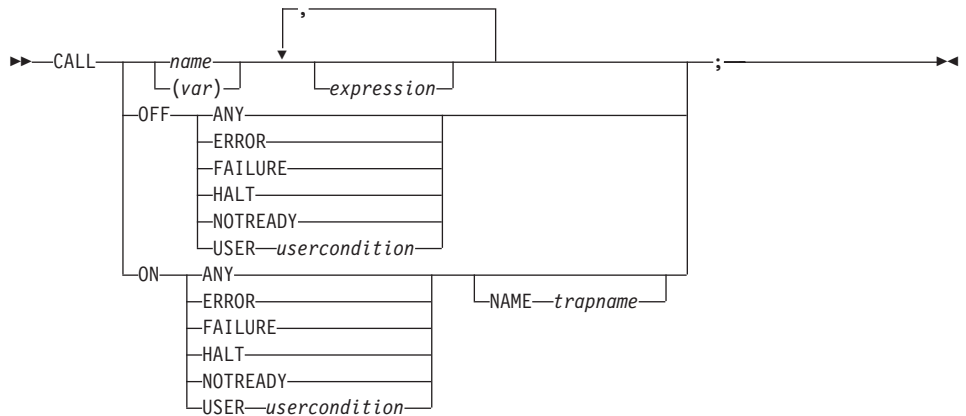 ,
CALL name ;
(var) expression
OFF ANY
ERROR
FAILURE
HALT
NOTREADY
USER usercondition
ON ANY
ERROR NAME trapname
FAILURE
HALT
NOTREADY
USER usercondition